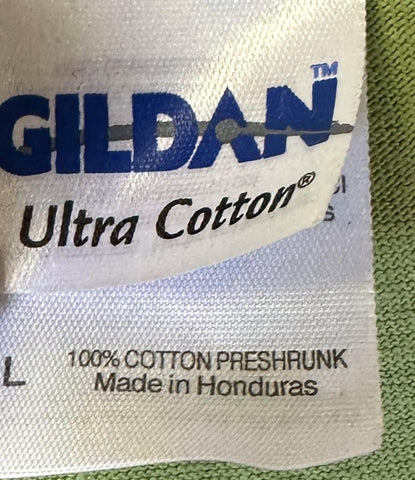 GILDAN™
Ultra Cotton®
L
100% COTTON PRESHRUNK
Made in Honduras